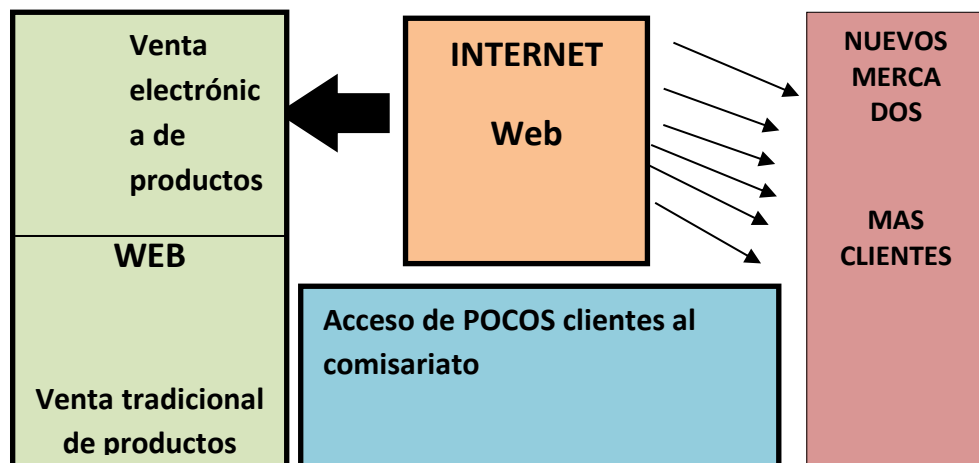 Venta
electrónic
a de
productos
WEB
Venta tradicional
de productos
INTERNET
Web
Acceso de POCOS clientes al
comisariato
NUEVOS
MERCA
DOS
MAS
CLIENTES